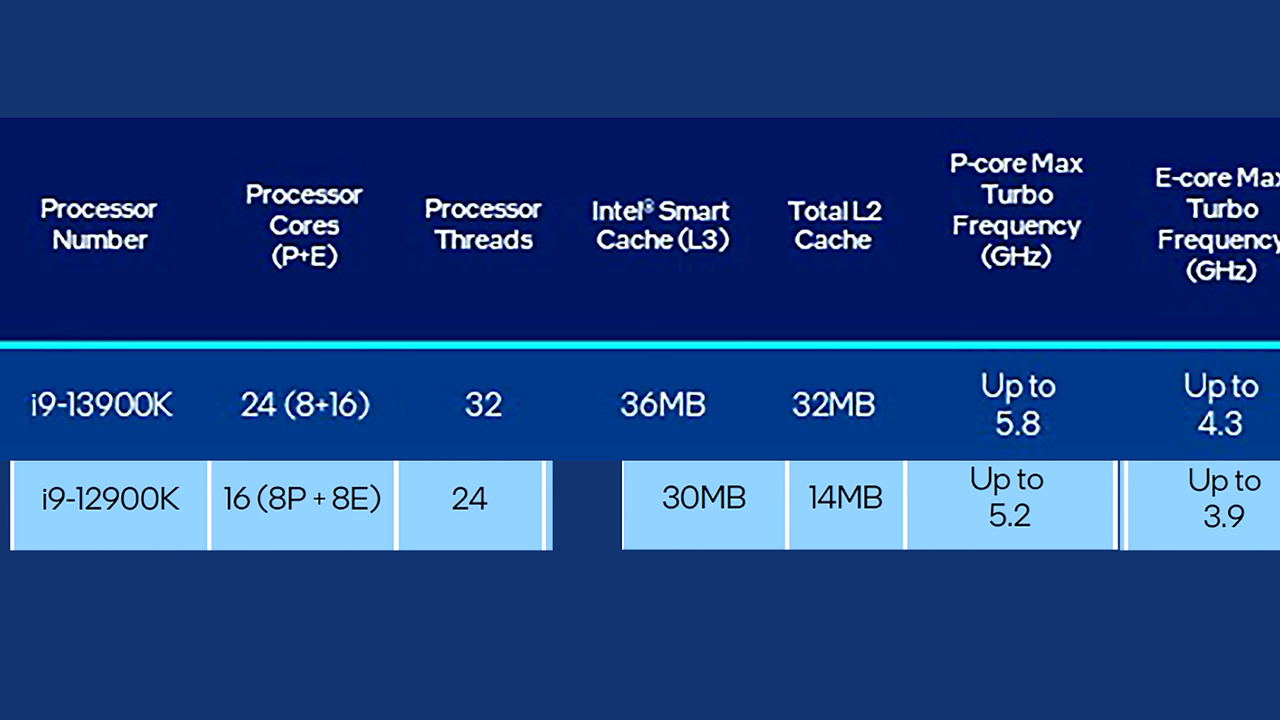 Processor
Number
Processor
Cores
(P+E)
Processor
Threads
Intel® Smart
Cache (L3)
Total L2
Cache
P-core Max
Turbo
Frequency
(GHz)
E-core Max
Turbo
Frequency
(GHz)
i9-13900K
24 (8+16)
32
36MB
32MB
Up to
5.8
Up to
4.3
i9-12900K
16 (8P + 8E)
24
30MB
14MB
Up to
5.2
Up to
3.9